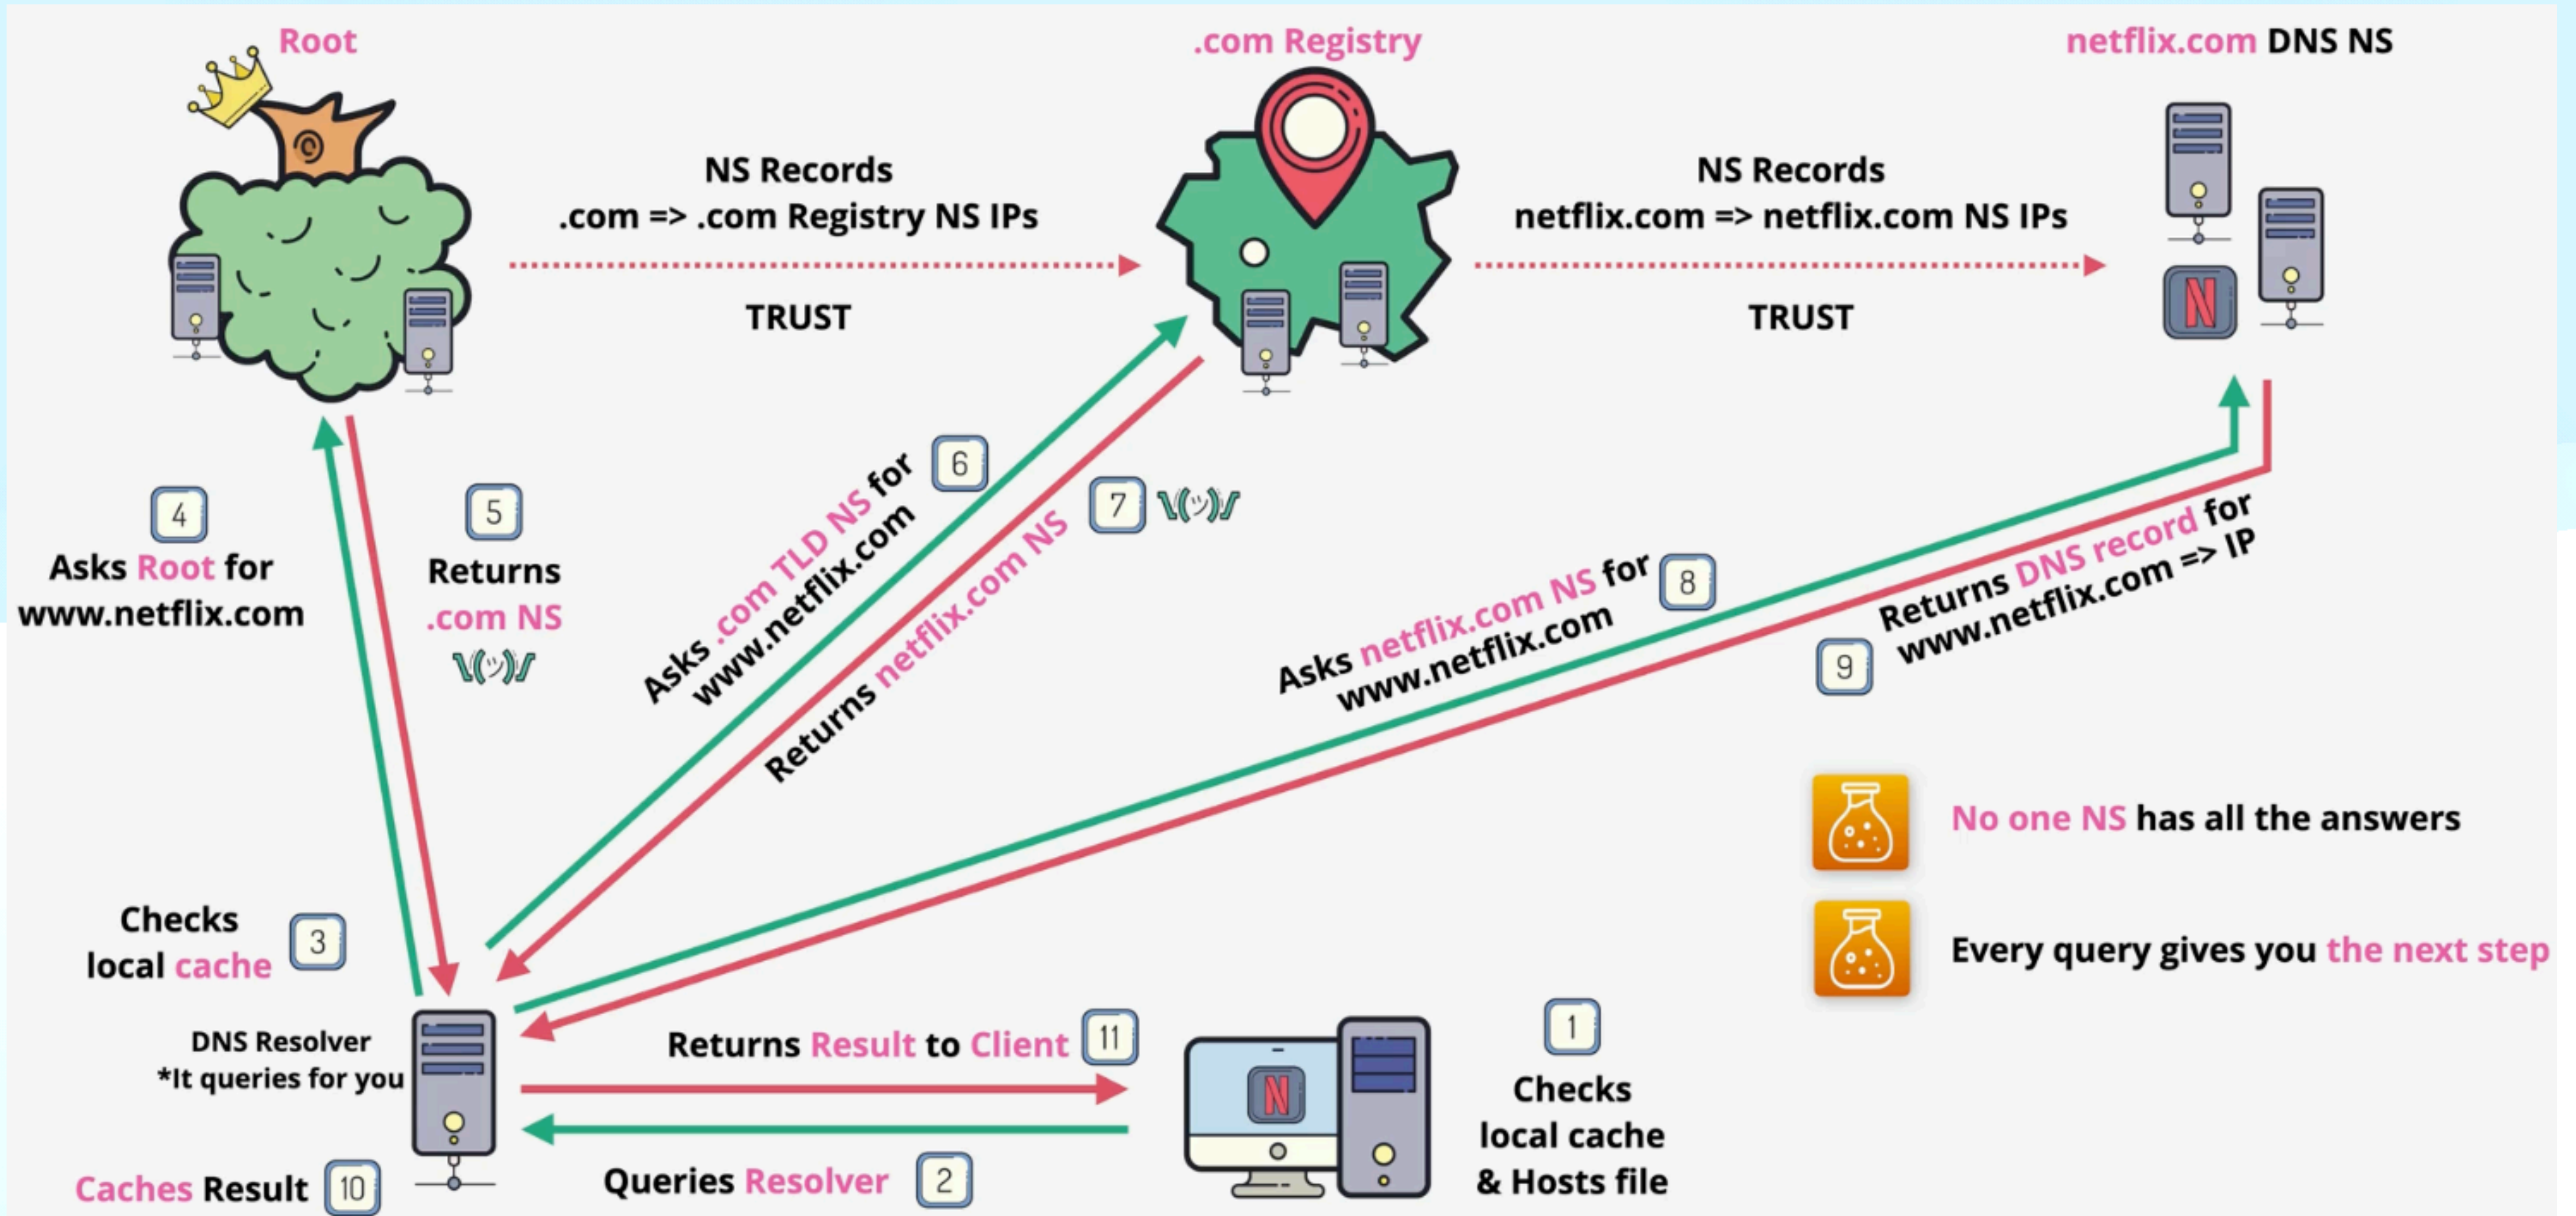 Root
.com Registry
netflix.com DNS NS
NS Records
.com => .com Registry NS IPs
TRUST
NS Records
netflix.com => netflix.com NS IPs
TRUST
N
4
Asks Root for
www.netflix.com
5
Returns
.com NS
\(ツ)/
6
Asks .com TLD NS for
www.netflix.com
7
\(ツ)/
Returns netflix.com NS
8
Asks netflix.com NS for
www.netflix.com
9
Returns DNS record for
www.netflix.com => IP
No one NS has all the answers
Every query gives you the next step
Checks
local cache
3
DNS Resolver
*It queries for you
Caches Result
10
Returns Result to Client
11
Queries Resolver
2
N
1
Checks
local cache
& Hosts file